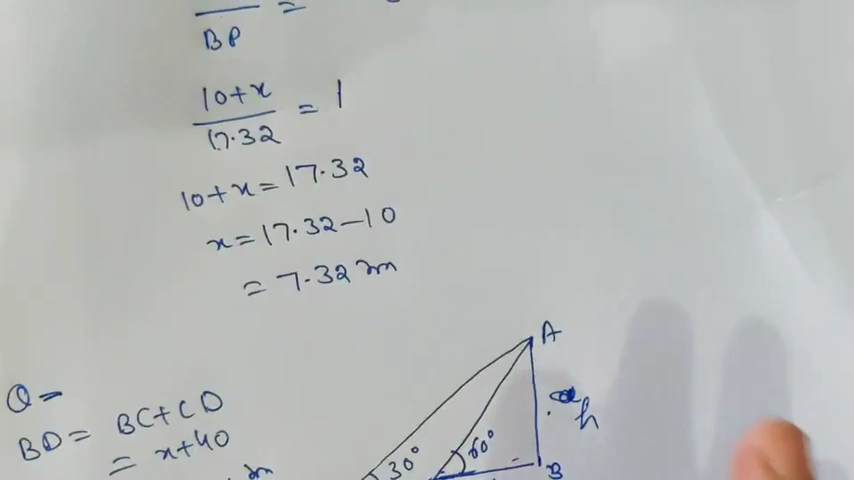 BP =
10+x / 17.32 = 1
10+x = 17.32
x = 17.32 - 10
= 7.32 m
A
Q=
BD = BC + CD
= x + 40
30°
60°
h
B
m